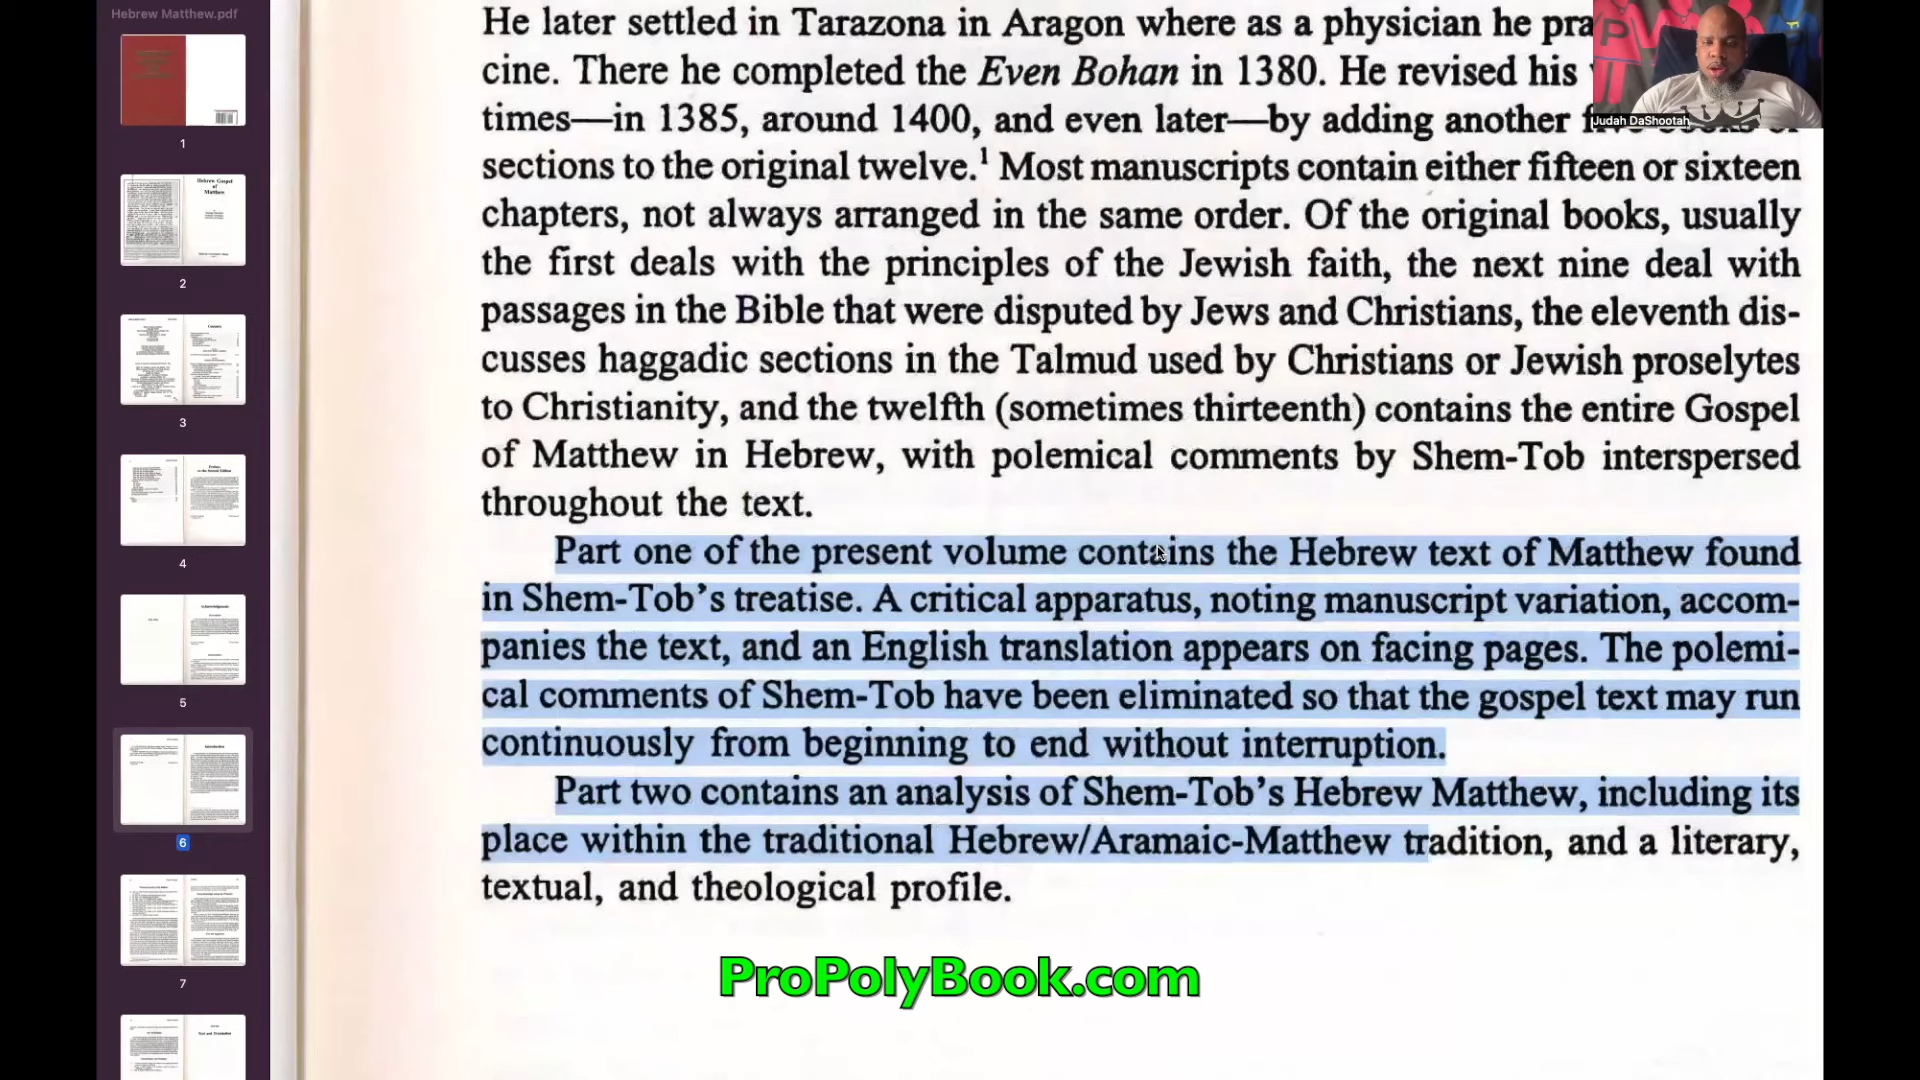 Hebrew Matthew.pdf
1
2
3
4
5
6
7
Hebrew Gospel
of
Matthew
He later settled in Tarazona in Aragon where as a physician he pra
cine. There he completed the Even Bohan in 1380. He revised his
times—in 1385, around 1400, and even later—by adding another
sections to the original twelve.¹ Most manuscripts contain either fifteen or sixteen
chapters, not always arranged in the same order. Of the original books, usually
the first deals with the principles of the Jewish faith, the next nine deal with
passages in the Bible that were disputed by Jews and Christians, the eleventh dis-
cusses haggadic sections in the Talmud used by Christians or Jewish proselytes
to Christianity, and the twelfth (sometimes thirteenth) contains the entire Gospel
of Matthew in Hebrew, with polemical comments by Shem-Tob interspersed
throughout the text.
Part one of the present volume contains the Hebrew text of Matthew found
in Shem-Tob’s treatise. A critical apparatus, noting manuscript variation, accom-
panies the text, and an English translation appears on facing pages. The polemi-
cal comments of Shem-Tob have been eliminated so that the gospel text may run
continuously from beginning to end without interruption.
Part two contains an analysis of Shem-Tob’s Hebrew Matthew, including its
place within the traditional Hebrew/Aramaic-Matthew tradition, and a literary,
textual, and theological profile.
Judah DaShootah
ProPolyBook.com